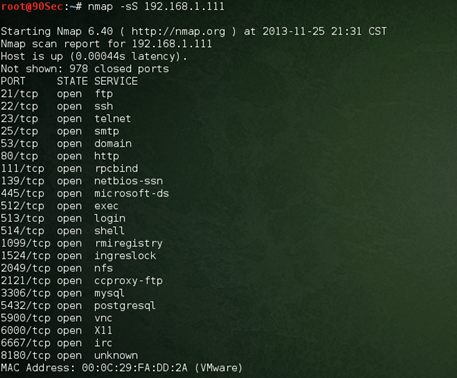 root@90Sec:~# nmap -sS 192.168.1.111
Starting Nmap 6.40 ( http://nmap.org ) at 2013-11-25 21:31 CST
Nmap scan report for 192.168.1.111
Host is up (0.00044s latency).
Not shown: 978 closed ports
PORT STATE SERVICE
21/tcp open ftp
22/tcp open ssh
23/tcp open telnet
25/tcp open smtp
53/tcp open domain
80/tcp open http
111/tcp open rpcbind
139/tcp open netbios-ssn
445/tcp open microsoft-ds
512/tcp open exec
513/tcp open login
514/tcp open shell
1099/tcp open rmiregistry
1524/tcp open ingreslock
2049/tcp open nfs
2121/tcp open ccproxy-ftp
3306/tcp open mysql
5432/tcp open postgresql
5900/tcp open vnc
6000/tcp open X11
6667/tcp open irc
8180/tcp open unknown
MAC Address: 00:0C:29:FA:DD:2A (VMware)